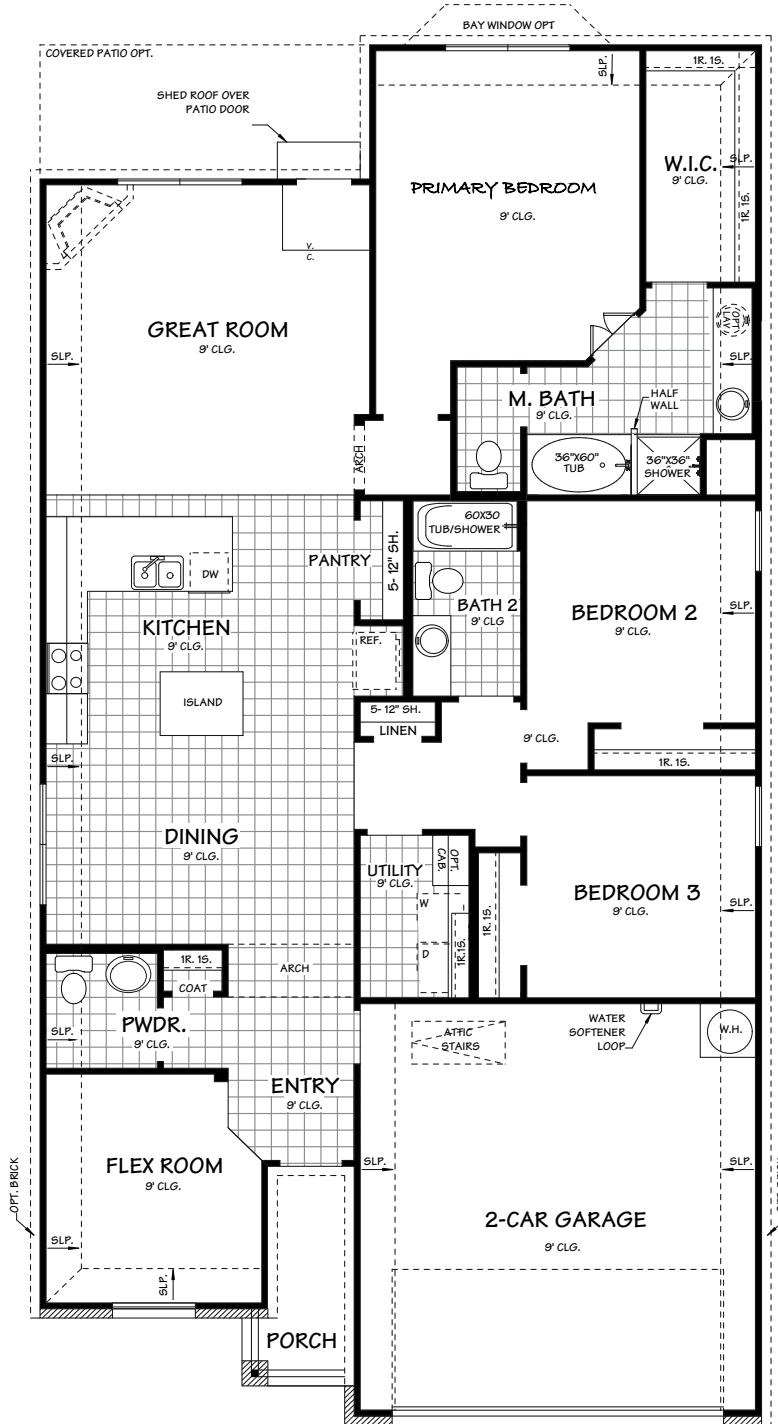 BAY WINDOW OPT
COVERED PATIO OPT.
SLP.
1R. 1S.
SHED ROOF OVER
PATIO DOOR
W.I.C.
9' CLG.
SLP.
PRIMARY BEDROOM
9' CLG.
1R. 1S.
V.
C.
GREAT ROOM
9' CLG.
OPT.
LAV.
SLP.
SLP.
M. BATH
9' CLG.
HALF
WALL
ARCH
36"X60"
TUB
36"X36"
SHOWER
60X30
TUB/SHOWER
PANTRY
5- 12" SH.
DW
BATH 2
9' CLG
BEDROOM 2
9' CLG.
SLP.
KITCHEN
9' CLG.
REF.
ISLAND
5- 12" SH.
LINEN
9' CLG.
1R. 1S.
SLP.
DINING
9' CLG.
UTILITY
9' CLG.
OPT.
CAB.
W
D
1R.1S.
1R. 1S.
BEDROOM 3
9' CLG.
SLP.
1R. 1S.
COAT
ARCH
PWDR.
9' CLG.
SLP.
ATTIC
STAIRS
WATER
SOFTENER
LOOP
W.H.
ENTRY
9' CLG.
FLEX ROOM
9' CLG.
SLP.
SLP.
OPT. BRICK
2-CAR GARAGE
9' CLG.
SLP.
SLP.
PORCH